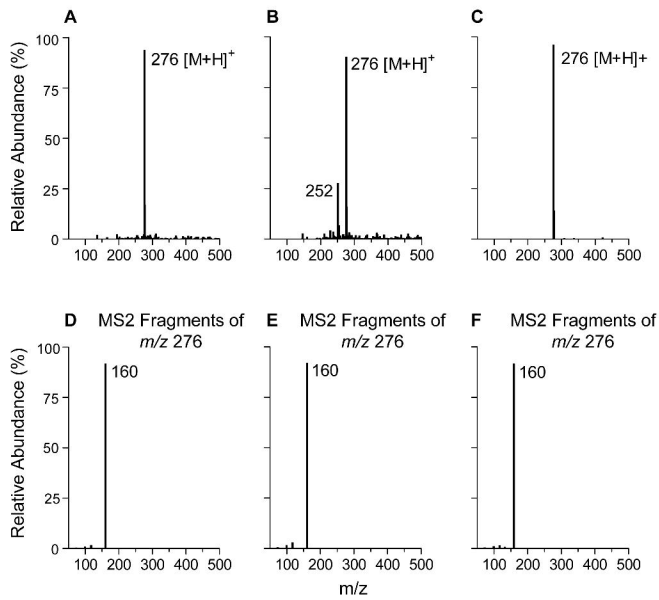 A
B
C
100
75
50
25
0
Relative Abundance (%)
276 [M+H]+
252
276 [M+H]+
276 [M+H]+
100 200 300 400 500
100 200 300 400 500
100 200 300 400 500
D MS2 Fragments of
m/z 276
E MS2 Fragments of
m/z 276
F MS2 Fragments of
m/z 276
100
75
50
25
0
Relative Abundance (%)
160
160
160
100 200 300 400 500
100 200 300 400 500
100 200 300 400 500
m/z